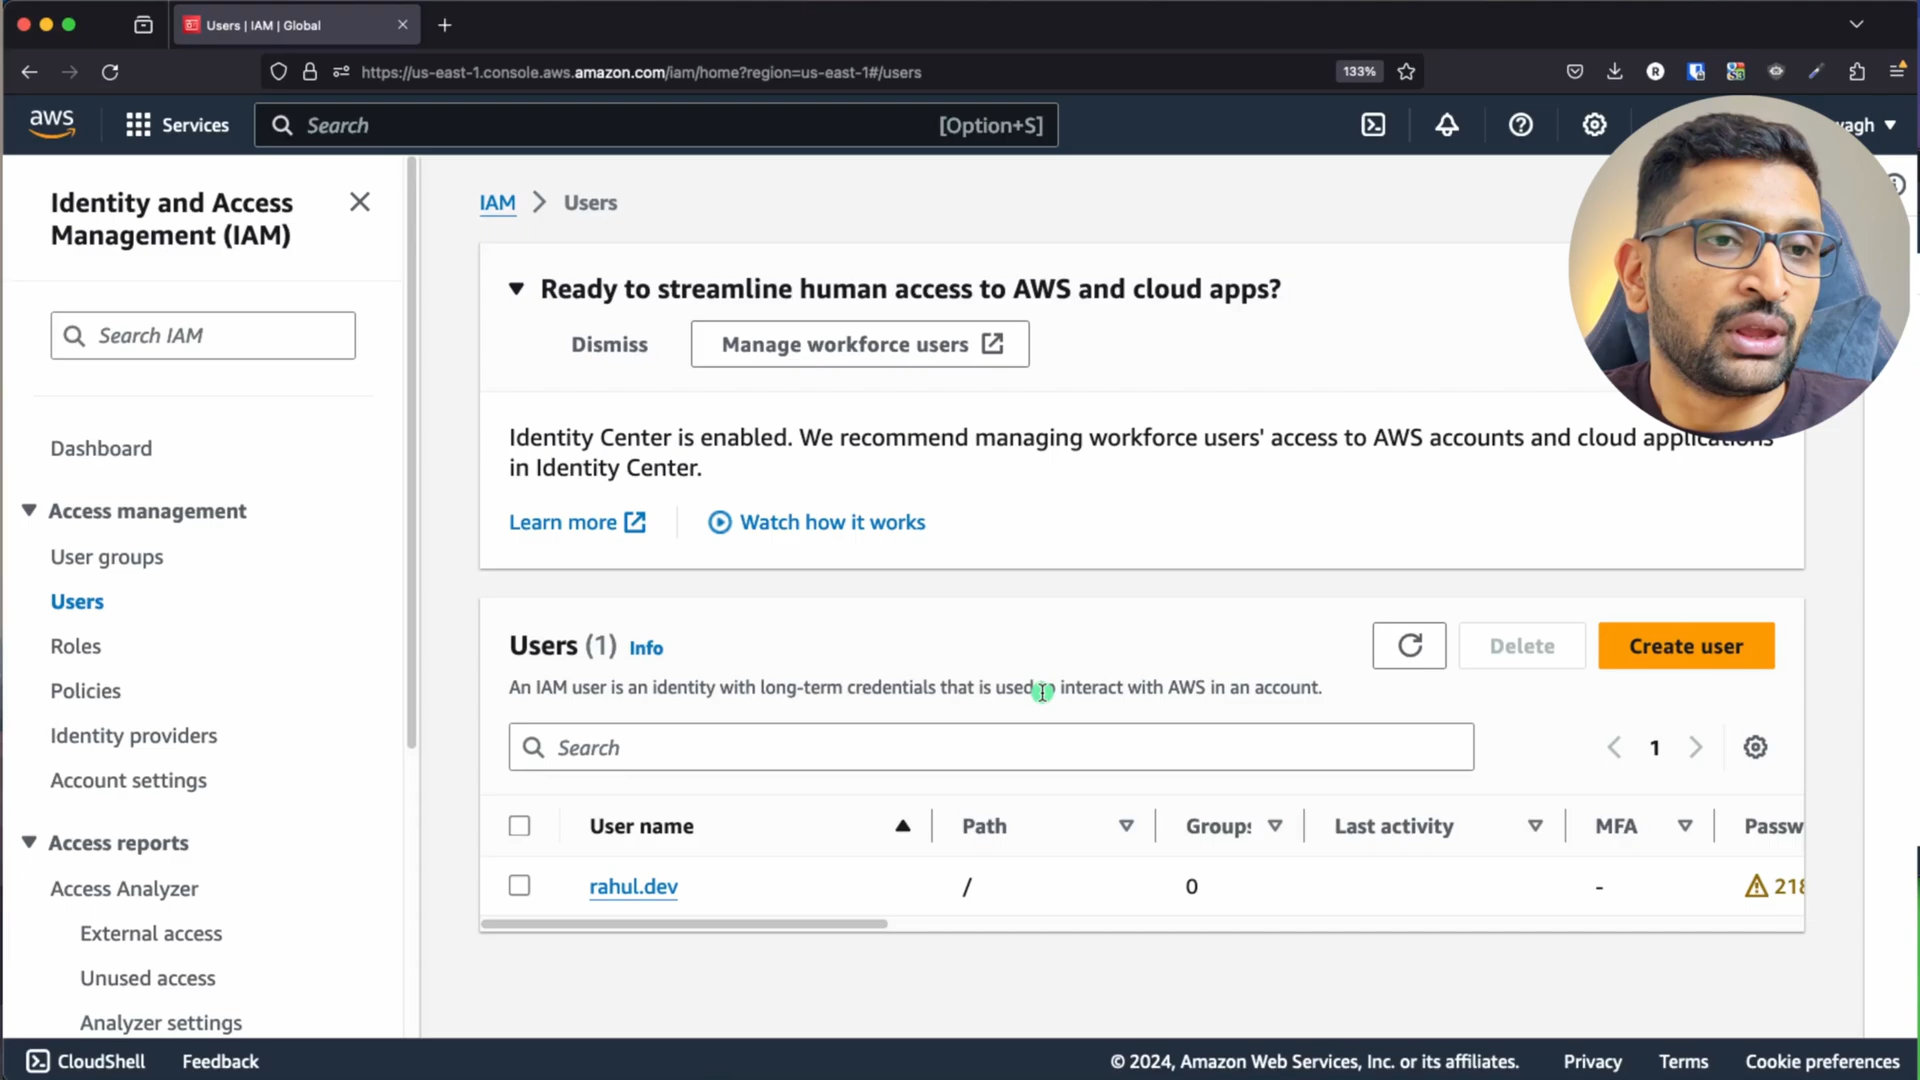 Users | IAM | Global
https://us-east-1.console.aws.amazon.com/iam/home?region=us-east-1#/users
133%
R
aws
Services
Search
[Option+S]
Identity and Access
Management (IAM)
Search IAM
Dashboard
Access management
User groups
Users
Roles
Policies
Identity providers
Account settings
Access reports
Access Analyzer
External access
Unused access
Analyzer settings
IAM > Users
Ready to streamline human access to AWS and cloud apps?
Dismiss
Manage workforce users
Identity Center is enabled. We recommend managing workforce users' access to AWS accounts and cloud applications
in Identity Center.
Learn more
Watch how it works
Users (1) Info
Delete
Create user
An IAM user is an identity with long-term credentials that is used interact with AWS in an account.
Search
1
User name
Path
Groups
Last activity
MFA
Passw
rahul.dev
/
0
-
218
CloudShell
Feedback
© 2024, Amazon Web Services, Inc. or its affiliates.
Privacy
Terms
Cookie preferences